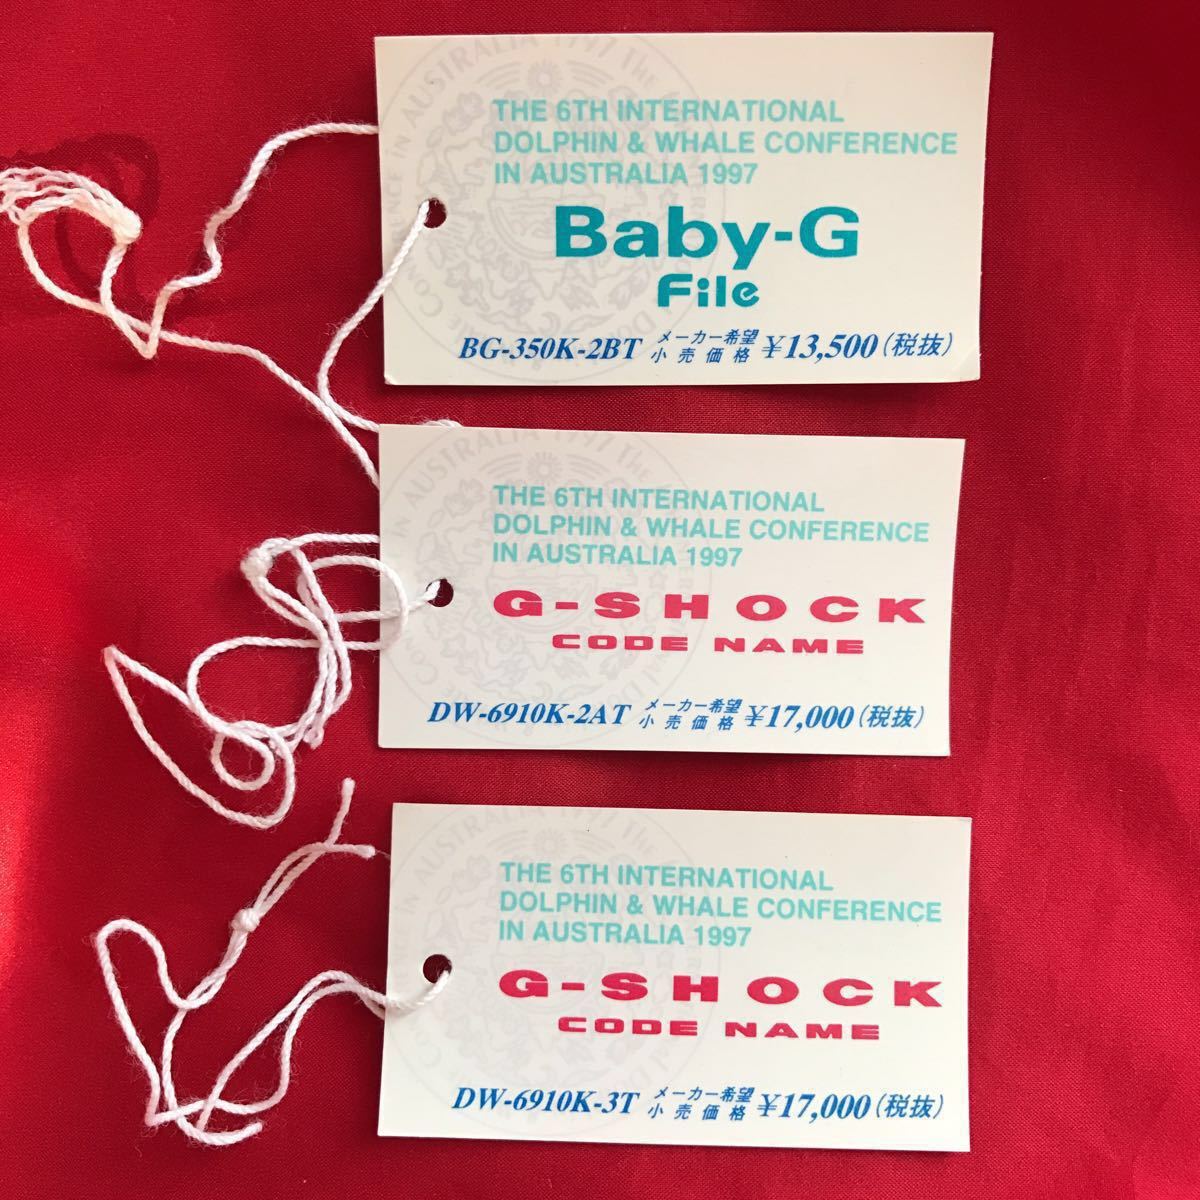 THE 6TH INTERNATIONAL
DOLPHIN & WHALE CONFERENCE
IN AUSTRALIA 1997
Baby-G
File
BG-350K-2BT メーカー希望小売価格 ¥13,500(税抜)
THE 6TH INTERNATIONAL
DOLPHIN & WHALE CONFERENCE
IN AUSTRALIA 1997
G-SHOCK
CODE NAME
DW-6910K-2AT メーカー希望小売価格 ¥17,000(税抜)
THE 6TH INTERNATIONAL
DOLPHIN & WHALE CONFERENCE
IN AUSTRALIA 1997
G-SHOCK
CODE NAME
DW-6910K-3T メーカー希望小売価格 ¥17,000(税抜)